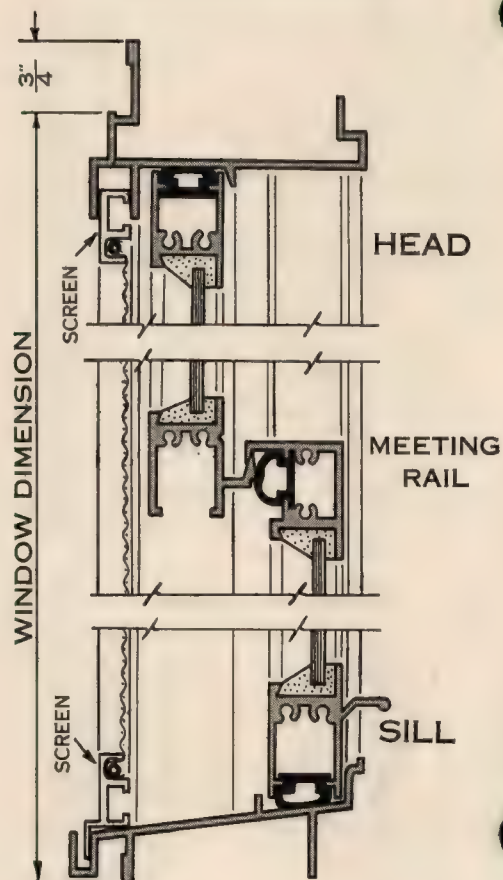 3"
4
SCREEN
HEAD
WINDOW DIMENSION
MEETING
RAIL
SCREEN
SILL